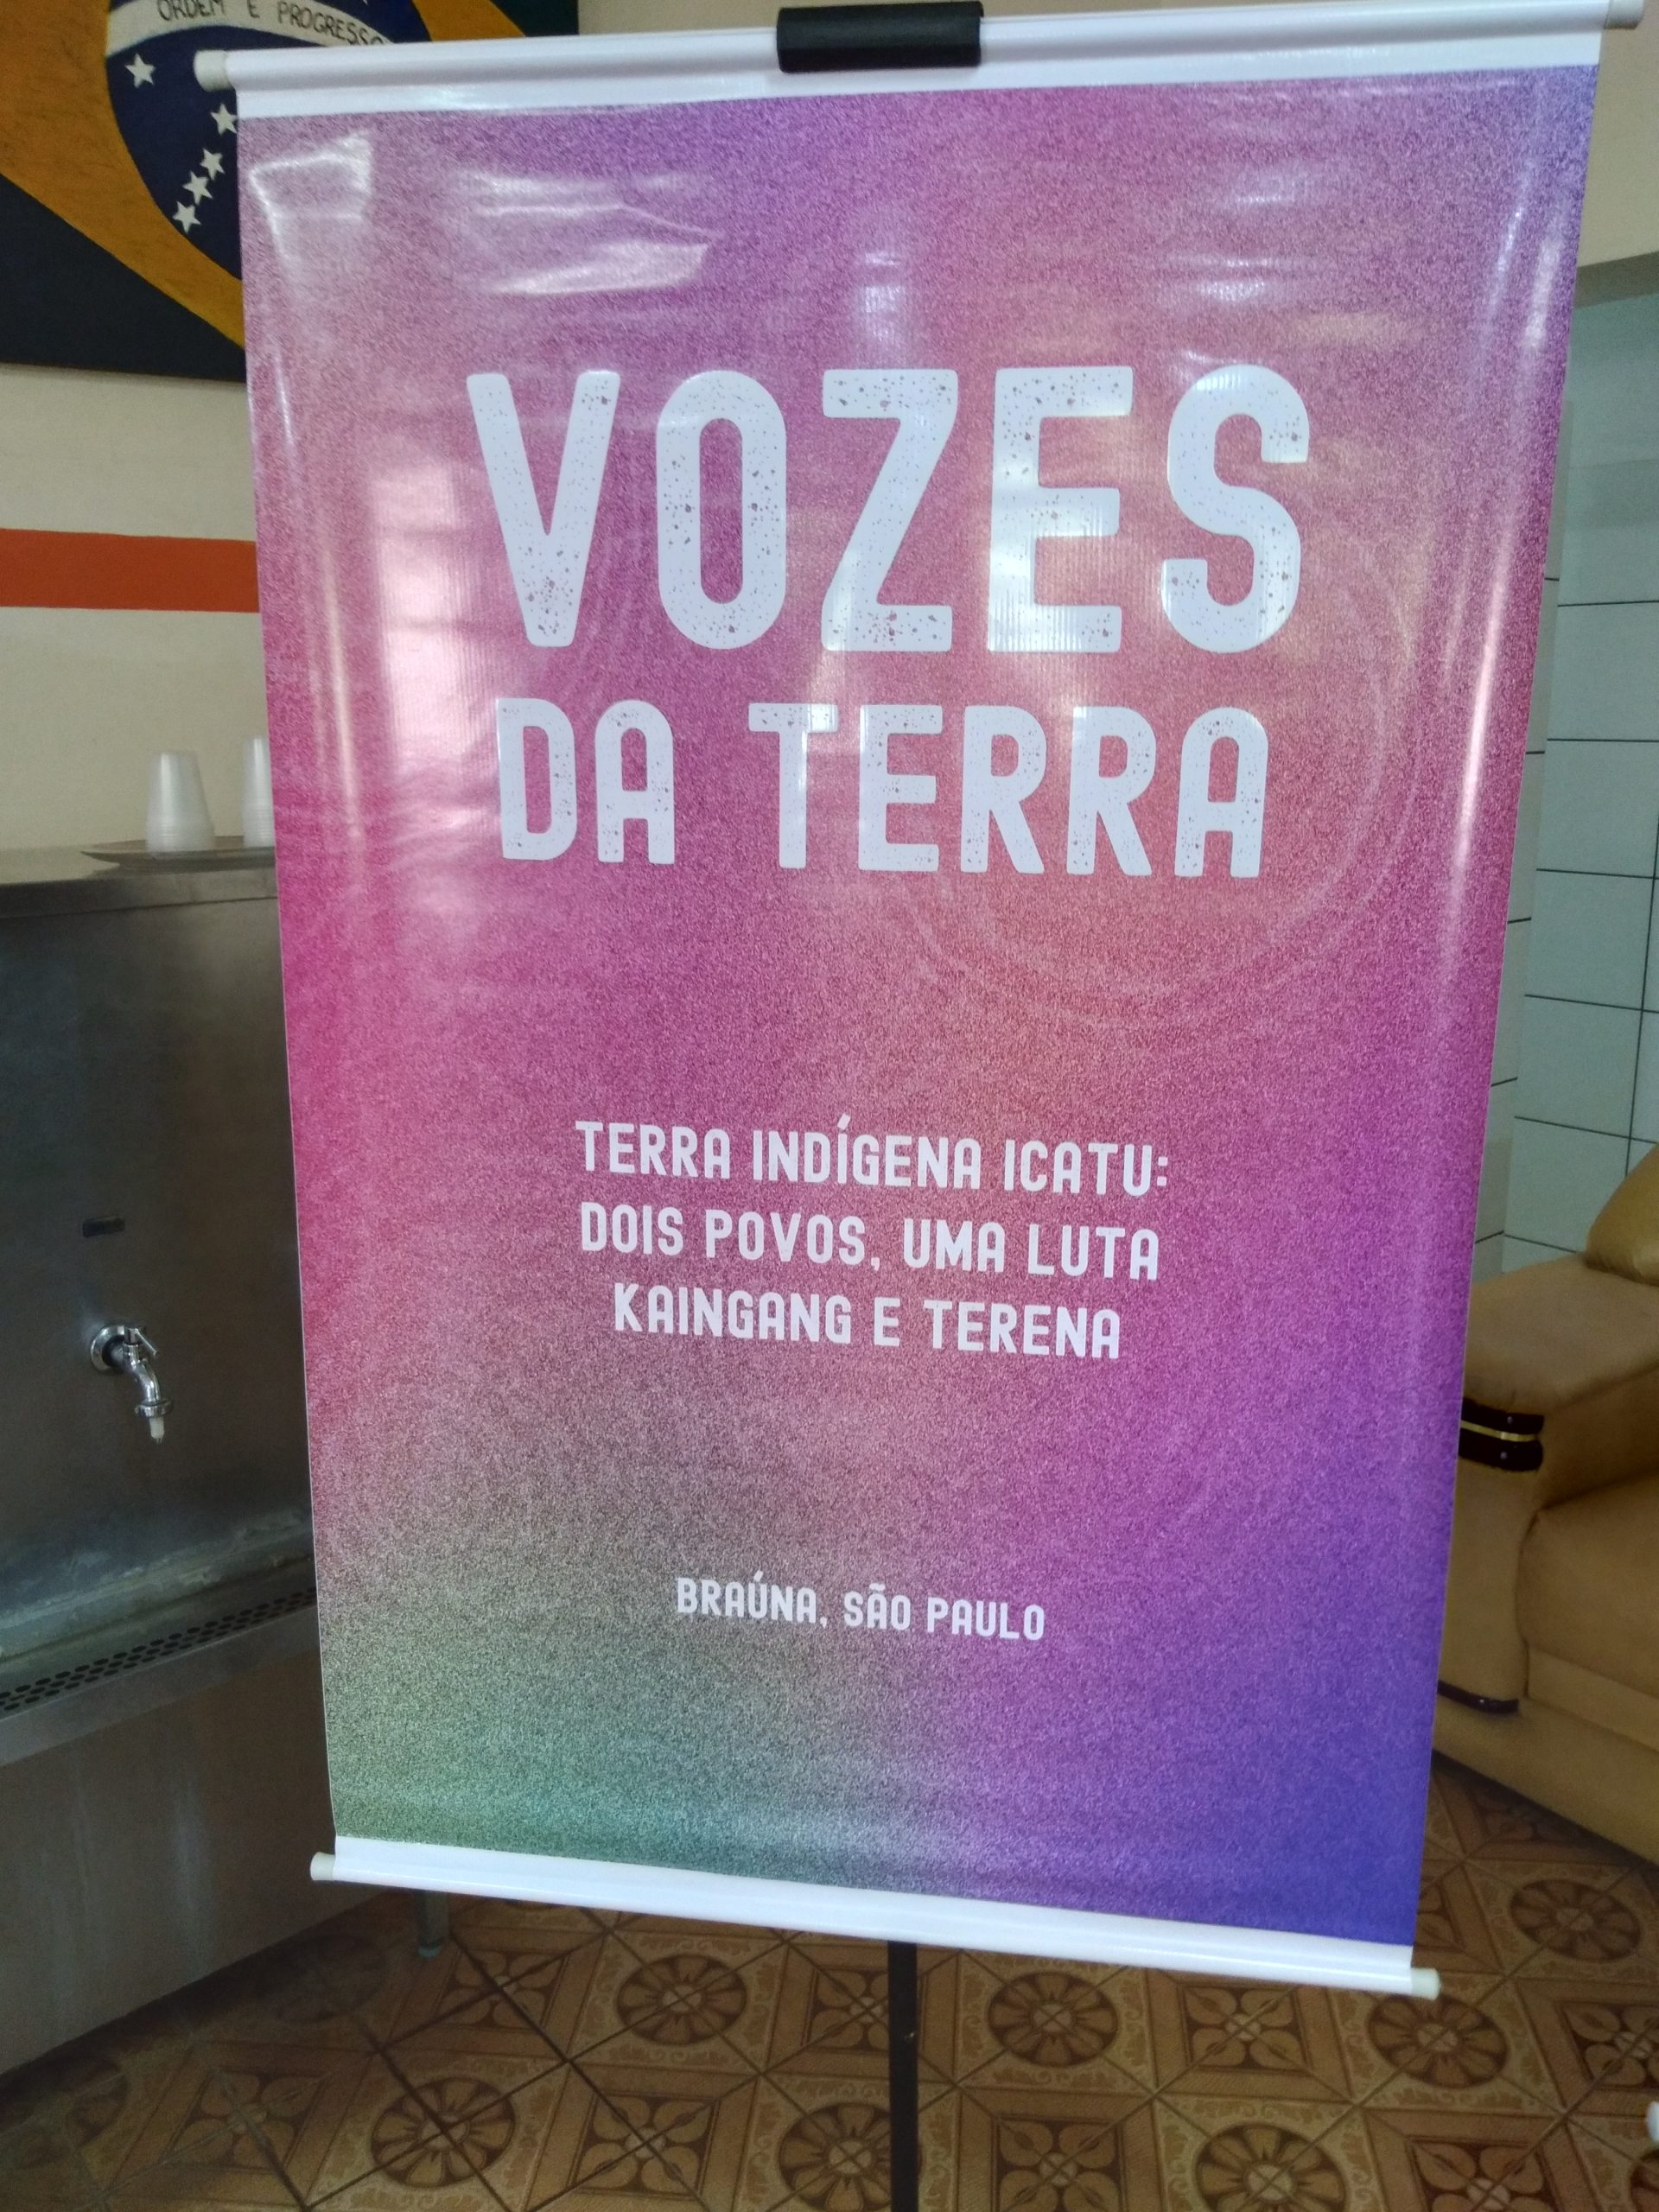 ORDEM E PROGRESSO
VOZES
DA TERRA
TERRA INDÍGENA ICATU:
DOIS POVOS, UMA LUTA
KAINGANG E TERENA
BRAÚNA, SÃO PAULO